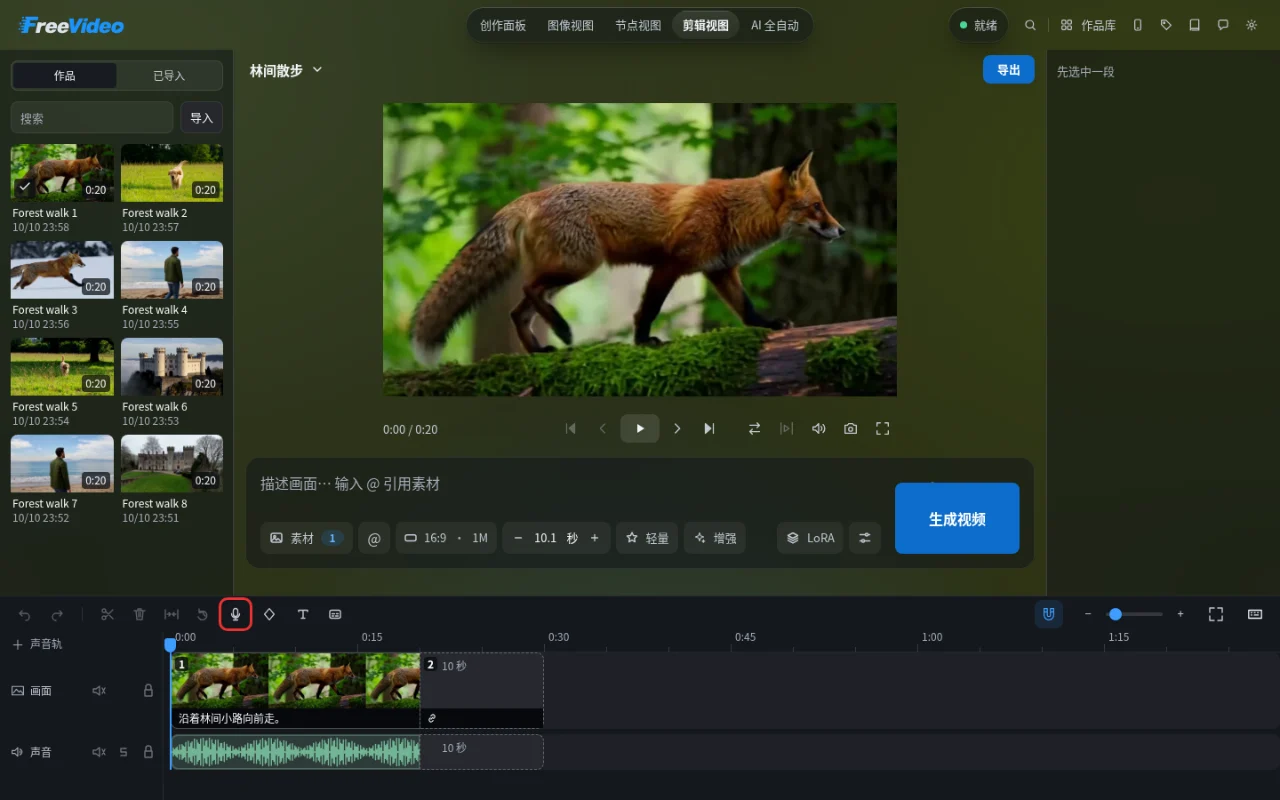 FreeVideo
创作面板 图像视图 节点视图 剪辑视图 AI 全自动
就绪
作品库
作品 已导入
搜索 导入
0:20 0:20
Forest walk 1 Forest walk 2
10/10 23:58 10/10 23:57
0:20 0:20
Forest walk 3 Forest walk 4
10/10 23:56 10/10 23:55
0:20 0:20
Forest walk 5 Forest walk 6
10/10 23:54 10/10 23:53
0:20 0:20
Forest walk 7 Forest walk 8
10/10 23:52 10/10 23:51
林间散步
导出
先选中一段
0:00 / 0:20
描述画面… 输入 @ 引用素材
素材 1 @ 16:9 · 1M − 10.1 秒 + 轻量 增强 LoRA
生成视频
T − +
+ 声音轨
0:00 0:15 0:30 0:45 1:00 1:15
1 2 10 秒
画面
沿着林间小路向前走。
声音 S
10 秒